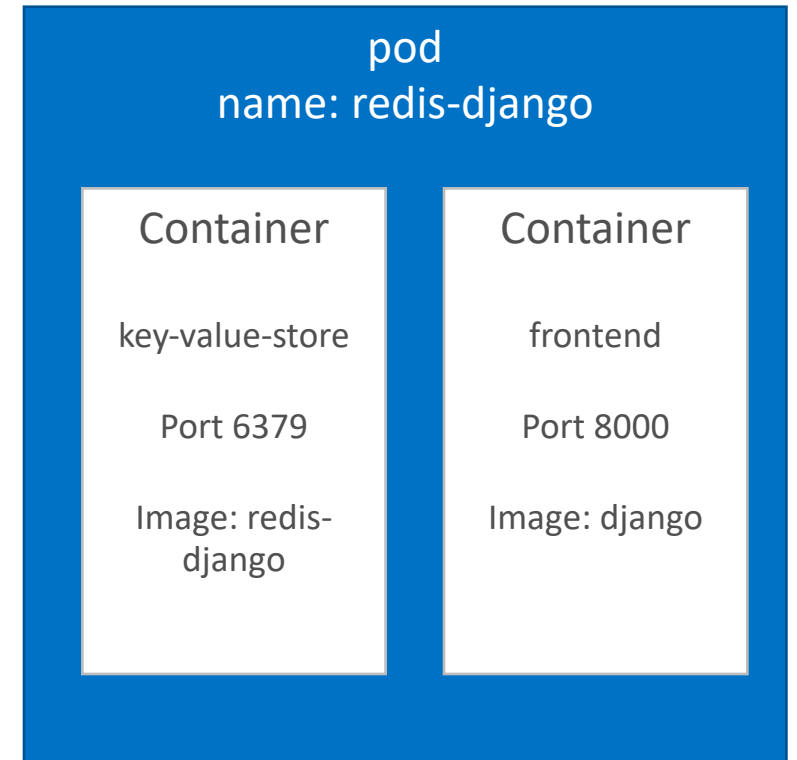 pod
name: redis-django
Container
key-value-store
Port 6379
Image: redis-
django
Container
frontend
Port 8000
Image: django